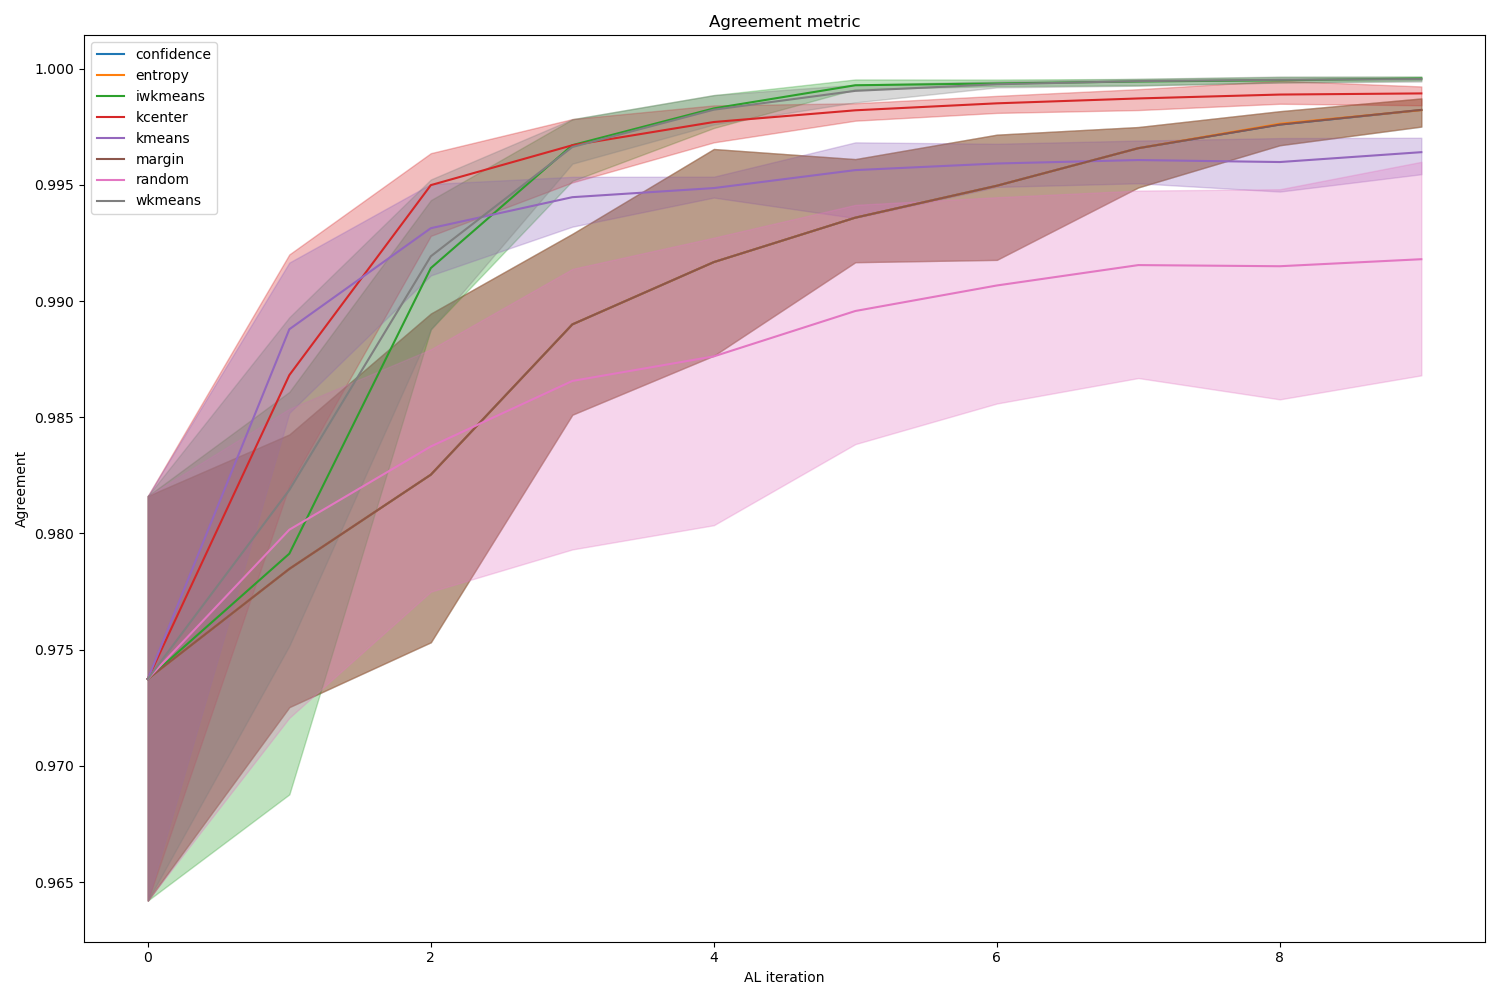 Agreement metric
confidence
entropy
iwkmeans
kcenter
kmeans
margin
random
wkmeans
1.000
0.995
0.990
0.985
0.980
0.975
0.970
0.965
Agreement
0 2 4 6 8
AL iteration